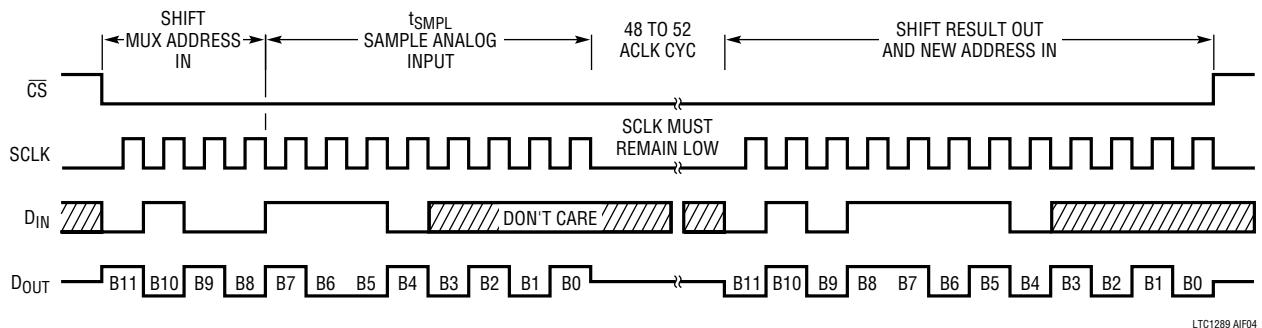 SHIFT
MUX ADDRESS
IN
tSMPL
SAMPLE ANALOG
INPUT
48 TO 52
ACLK CYC
SHIFT RESULT OUT
AND NEW ADDRESS IN
CS
SCLK
SCLK MUST
REMAIN LOW
DIN
DON'T CARE
DOUT
B11 B10 B9 B8 B7 B6 B5 B4 B3 B2 B1 B0
B11 B10 B9 B8 B7 B6 B5 B4 B3 B2 B1 B0
LTC1289 AIF04